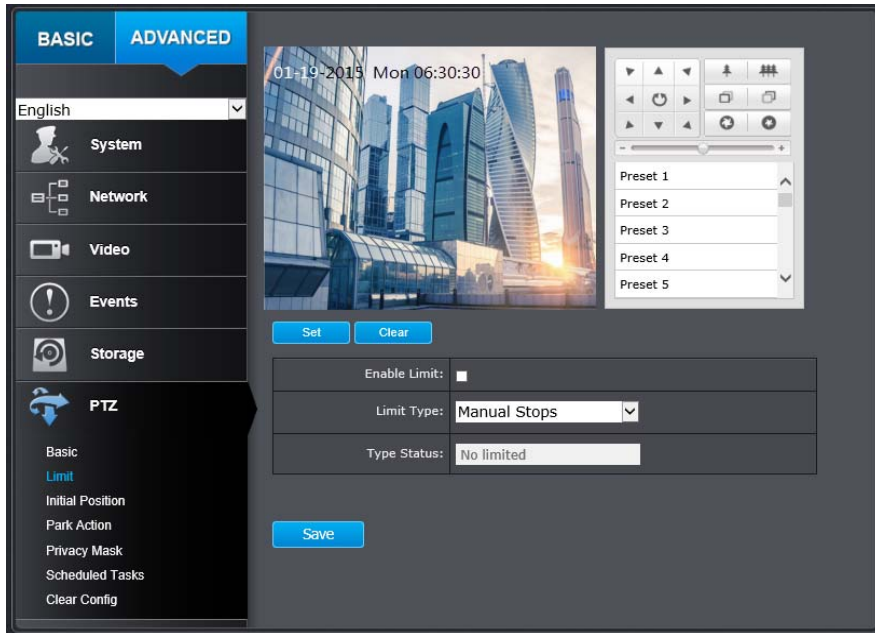 BASIC
ADVANCED
English
System
Network
Video
Events
Storage
PTZ
Basic
Limit
Initial Position
Park Action
Privacy Mask
Scheduled Tasks
Clear Config
01-19-2015 Mon 06:30:30
- +
Preset 1
Preset 2
Preset 3
Preset 4
Preset 5
Set
Clear
Enable Limit:
Limit Type: Manual Stops
Type Status: No limited
Save